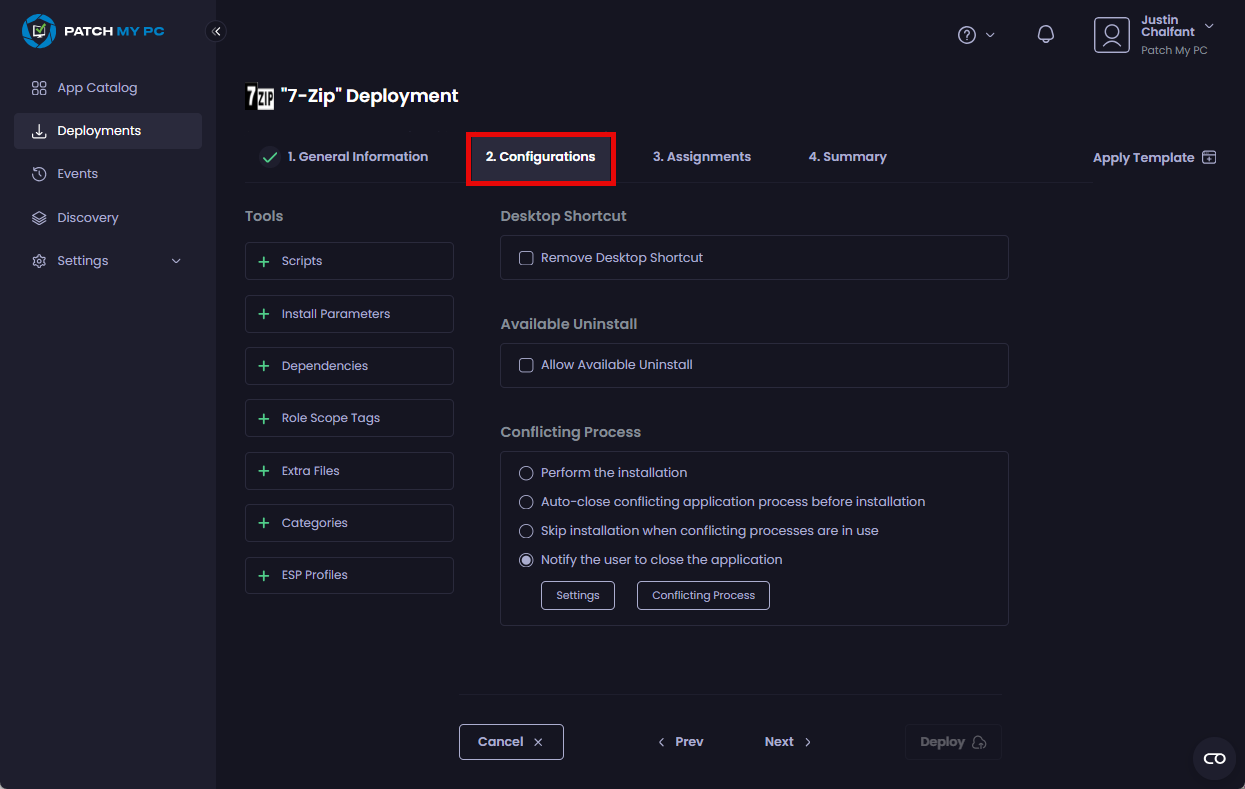 PATCH MY PC
App Catalog
Deployments
Events
Discovery
Settings
Justin
Chalfant
Patch My PC
7ZIP "7-Zip" Deployment
1. General Information
2. Configurations
3. Assignments
4. Summary
Apply Template
Tools
Scripts
Install Parameters
Dependencies
Role Scope Tags
Extra Files
Categories
ESP Profiles
Desktop Shortcut
Remove Desktop Shortcut
Available Uninstall
Allow Available Uninstall
Conflicting Process
Perform the installation
Auto-close conflicting application process before installation
Skip installation when conflicting processes are in use
Notify the user to close the application
Settings
Conflicting Process
Cancel
Prev
Next
Deploy